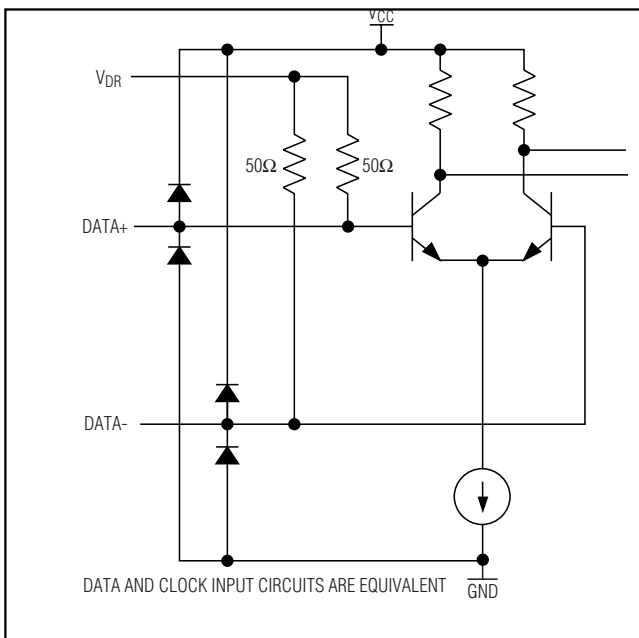 VCC
VDR
50Ω
50Ω
DATA+
DATA-
DATA AND CLOCK INPUT CIRCUITS ARE EQUIVALENT
GND